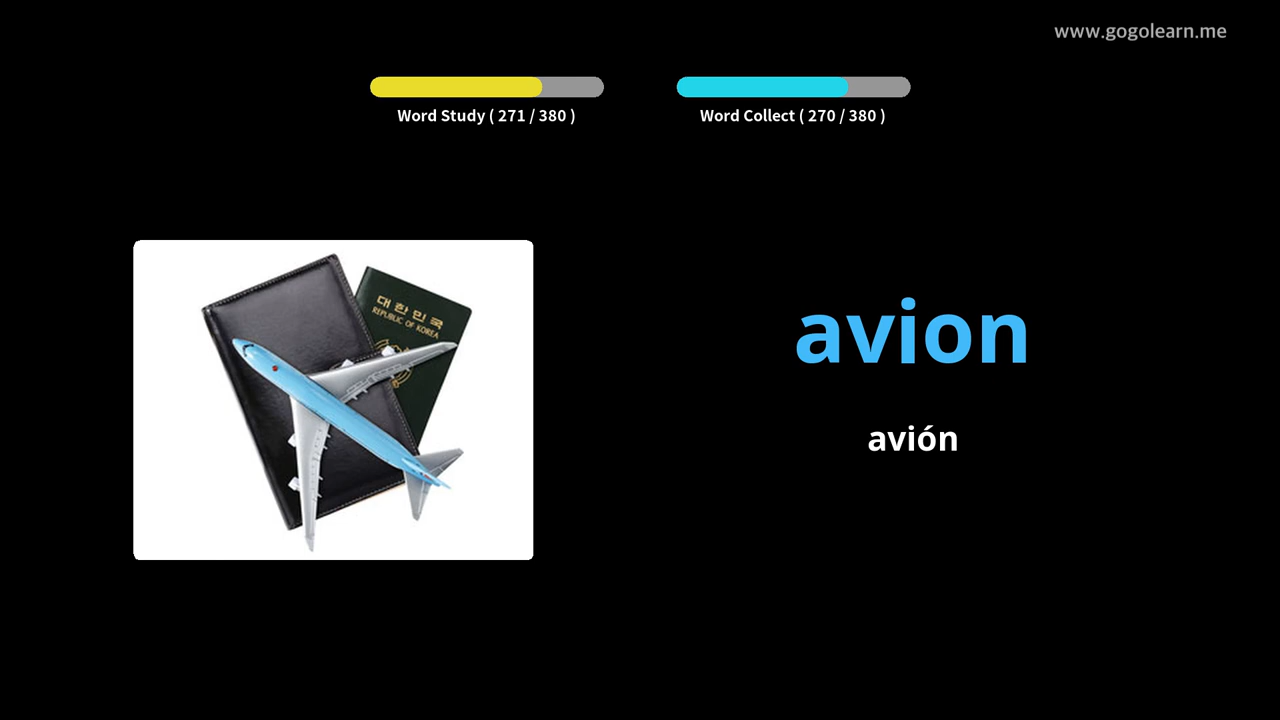 www.gogolearn.me
Word Study ( 271 / 380 )
Word Collect ( 270 / 380 )
대한민국
REPUBLIC OF KOREA
avion
avión